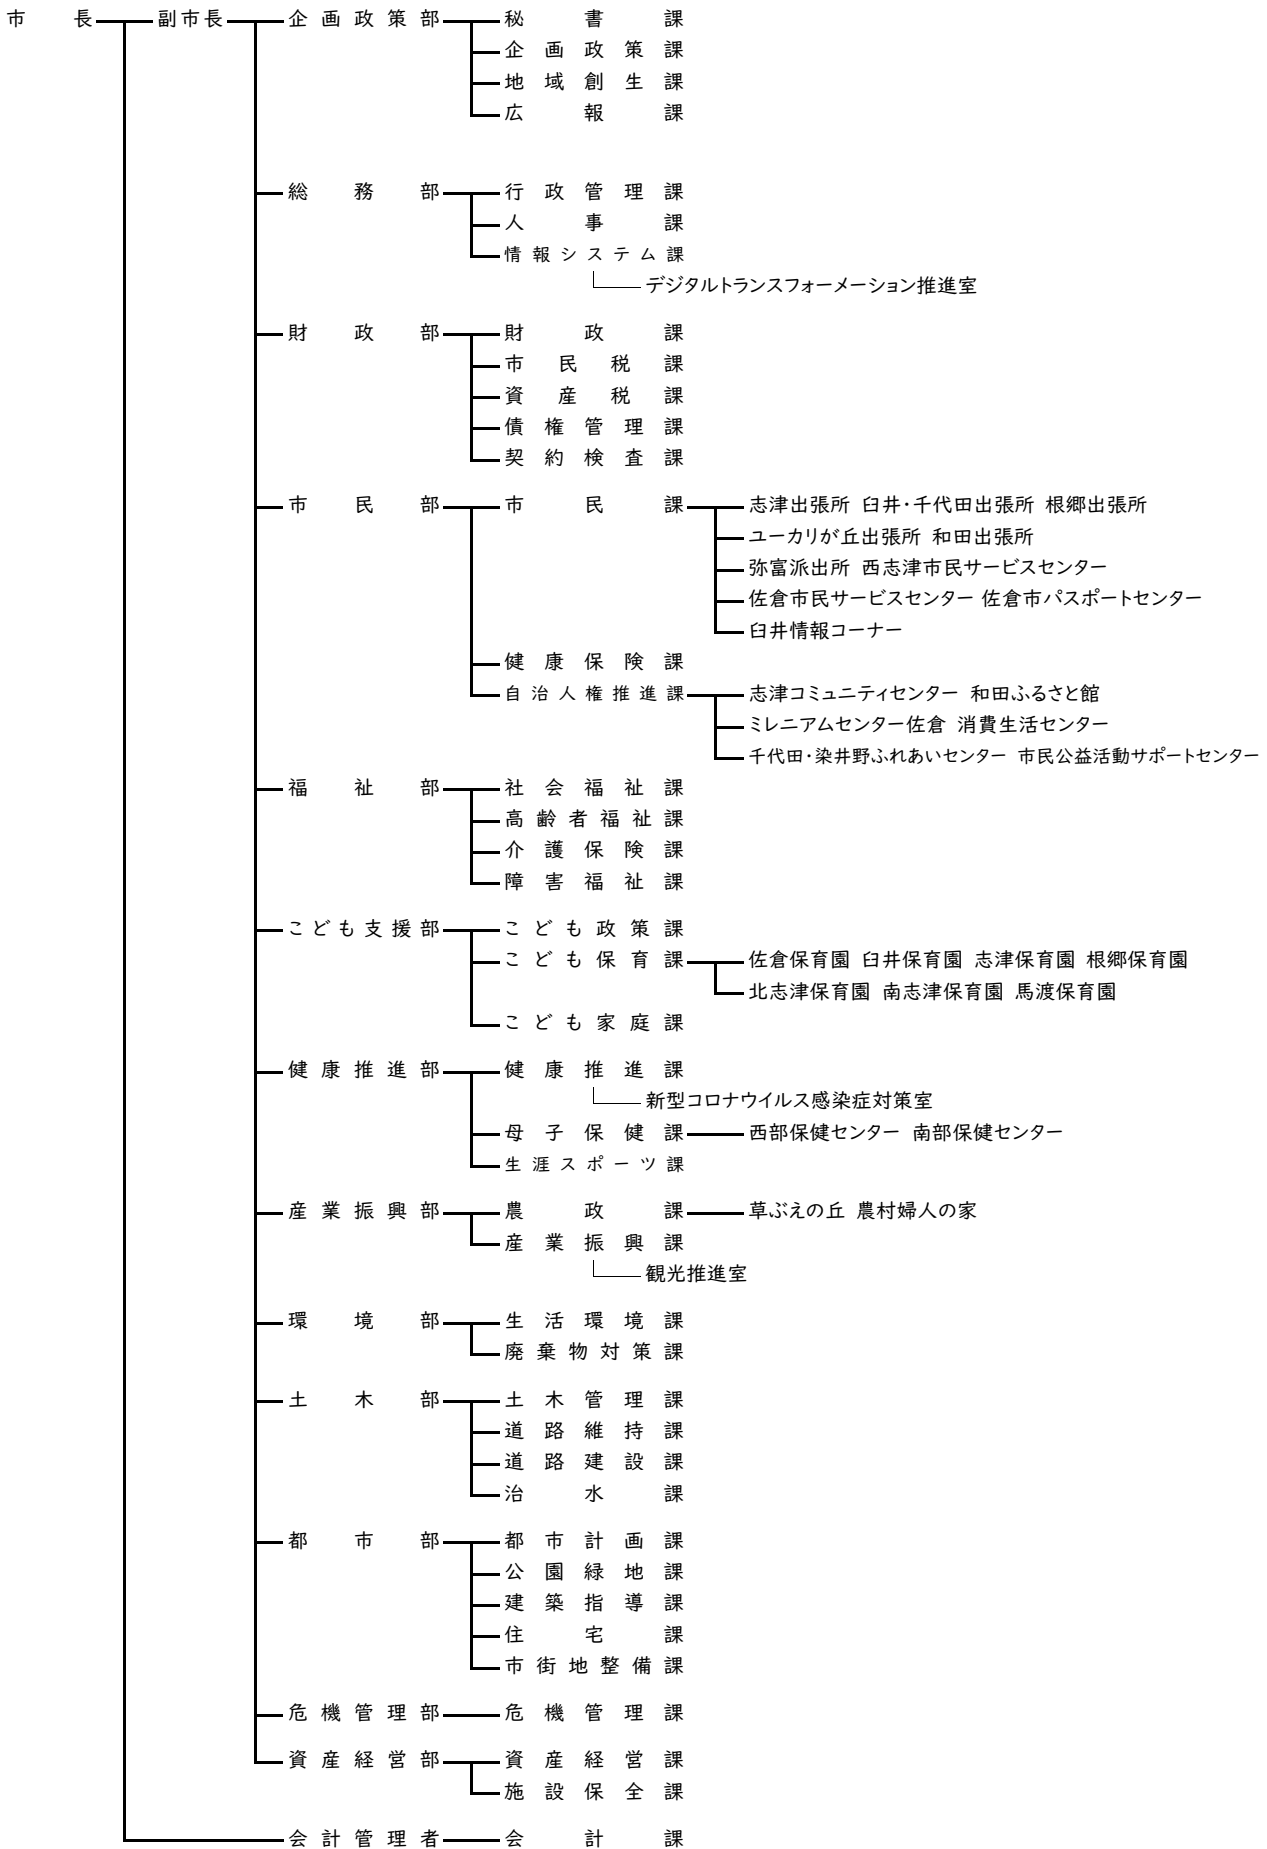 市長 副市長 企画政策部 秘書課
企画政策課
地域創生課
広報課
総務部 行政管理課
人事課
情報システム課
デジタルトランスフォーメーション推進室
財政部 財政課
市民税課
資産税課
債権管理課
契約検査課
市民部 市民課 志津出張所 臼井・千代田出張所 根郷出張所
ユーカリが丘出張所 和田出張所
弥富派出所 西志津市民サービスセンター
佐倉市民サービスセンター 佐倉市パスポートセンター
臼井情報コーナー
健康保険課
自治人権推進課 志津コミュニティセンター 和田ふるさと館
ミレニアムセンター佐倉 消費生活センター
千代田・染井野ふれあいセンター 市民公益活動サポートセンター
福祉部 社会福祉課
高齢者福祉課
介護保険課
障害福祉課
こども支援部 こども政策課
こども保育課 佐倉保育園 臼井保育園 志津保育園 根郷保育園
北志津保育園 南志津保育園 馬渡保育園
こども家庭課
健康推進部 健康推進課
新型コロナウイルス感染症対策室
母子保健課 西部保健センター 南部保健センター
生涯スポーツ課
産業振興部 農政課 草ぶえの丘 農村婦人の家
産業振興課
観光推進室
環境部 生活環境課
廃棄物対策課
土木部 土木管理課
道路維持課
道路建設課
治水課
都市部 都市計画課
公園緑地課
建築指導課
住宅課
市街地整備課
危機管理部 危機管理課
資産経営部 資産経営課
施設保全課
会計管理者 会計課